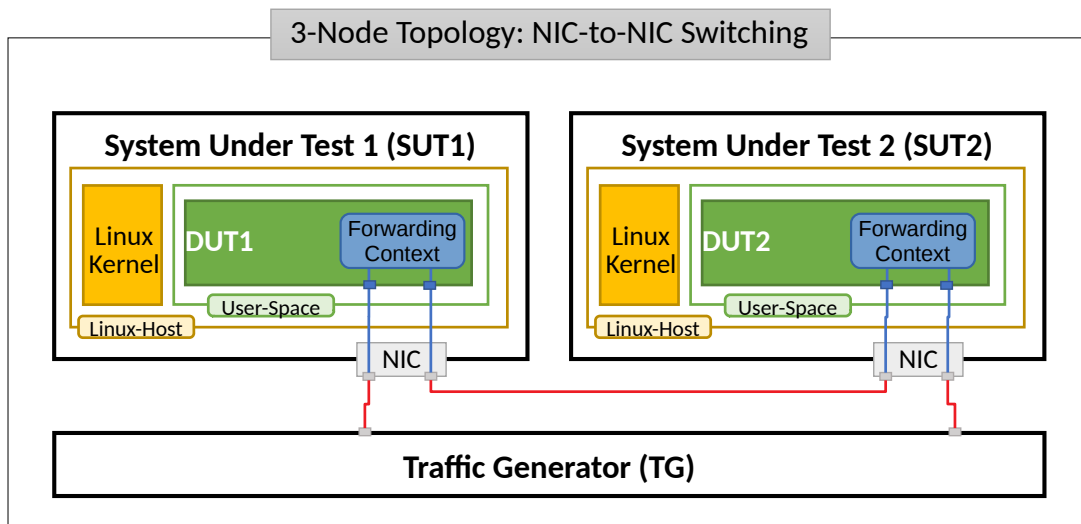 3-Node Topology: NIC-to-NIC Switching
System Under Test 1 (SUT1)
Linux
Kernel
DUT1
Forwarding
Context
User-Space
Linux-Host
NIC
System Under Test 2 (SUT2)
Linux
Kernel
DUT2
Forwarding
Context
User-Space
Linux-Host
NIC
Traffic Generator (TG)